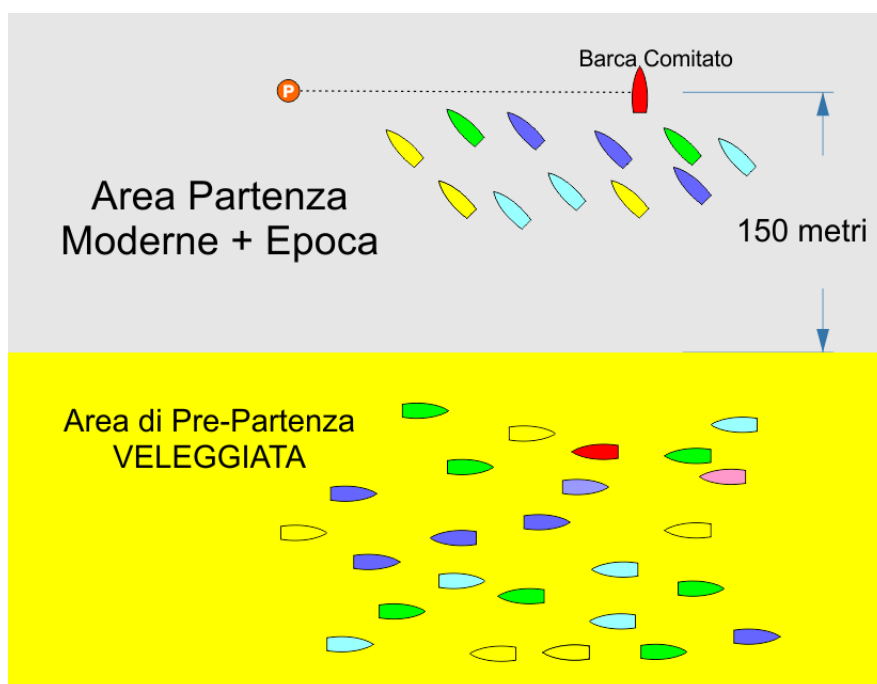 Barca Comitato
P
Area Partenza
Moderne + Epoca
150 metri
Area di Pre-Partenza
VELEGGIATA